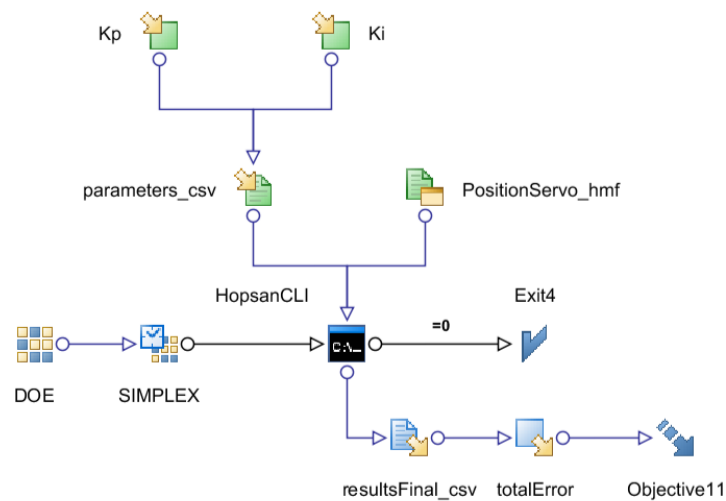 Kp
Ki
parameters_csv
PositionServo_hmf
HopsanCLI
Exit4
=0
C:\_
DOE
SIMPLEX
resultsFinal_csv
totalError
Objective11